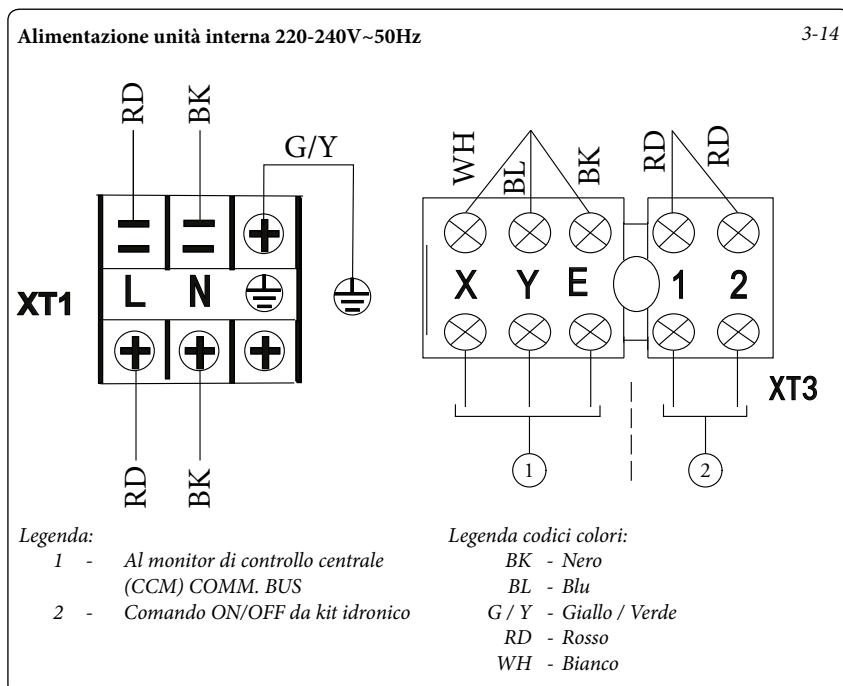 Alimentazione unità interna 220-240V~50Hz
3-14
RD
BK
G/Y
XT1
L
N
RD
BK
WH
BL
BK
RD
RD
X Y E
1 2
XT3
1
2
Legenda:
1 - Al monitor di controllo centrale
(CCM) COMM. BUS
2 - Comando ON/OFF da kit idronico
Legenda codici colori:
BK - Nero
BL - Blu
G / Y - Giallo / Verde
RD - Rosso
WH - Bianco